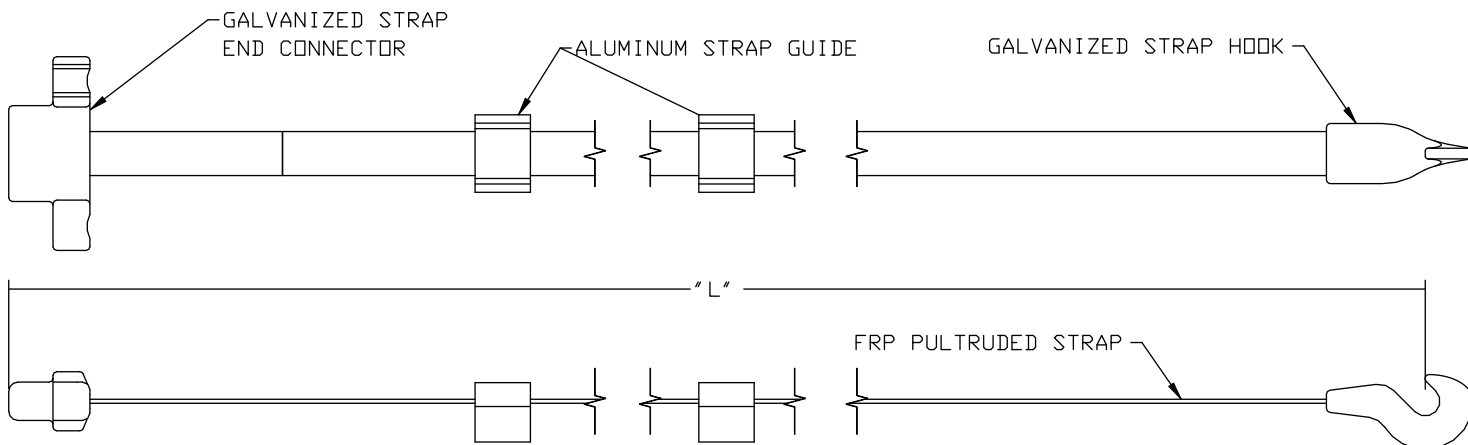 GALVANIZED STRAP
END CONNECTOR
ALUMINUM STRAP GUIDE
GALVANIZED STRAP HOOK
"L"
FRP PULTRUDED STRAP